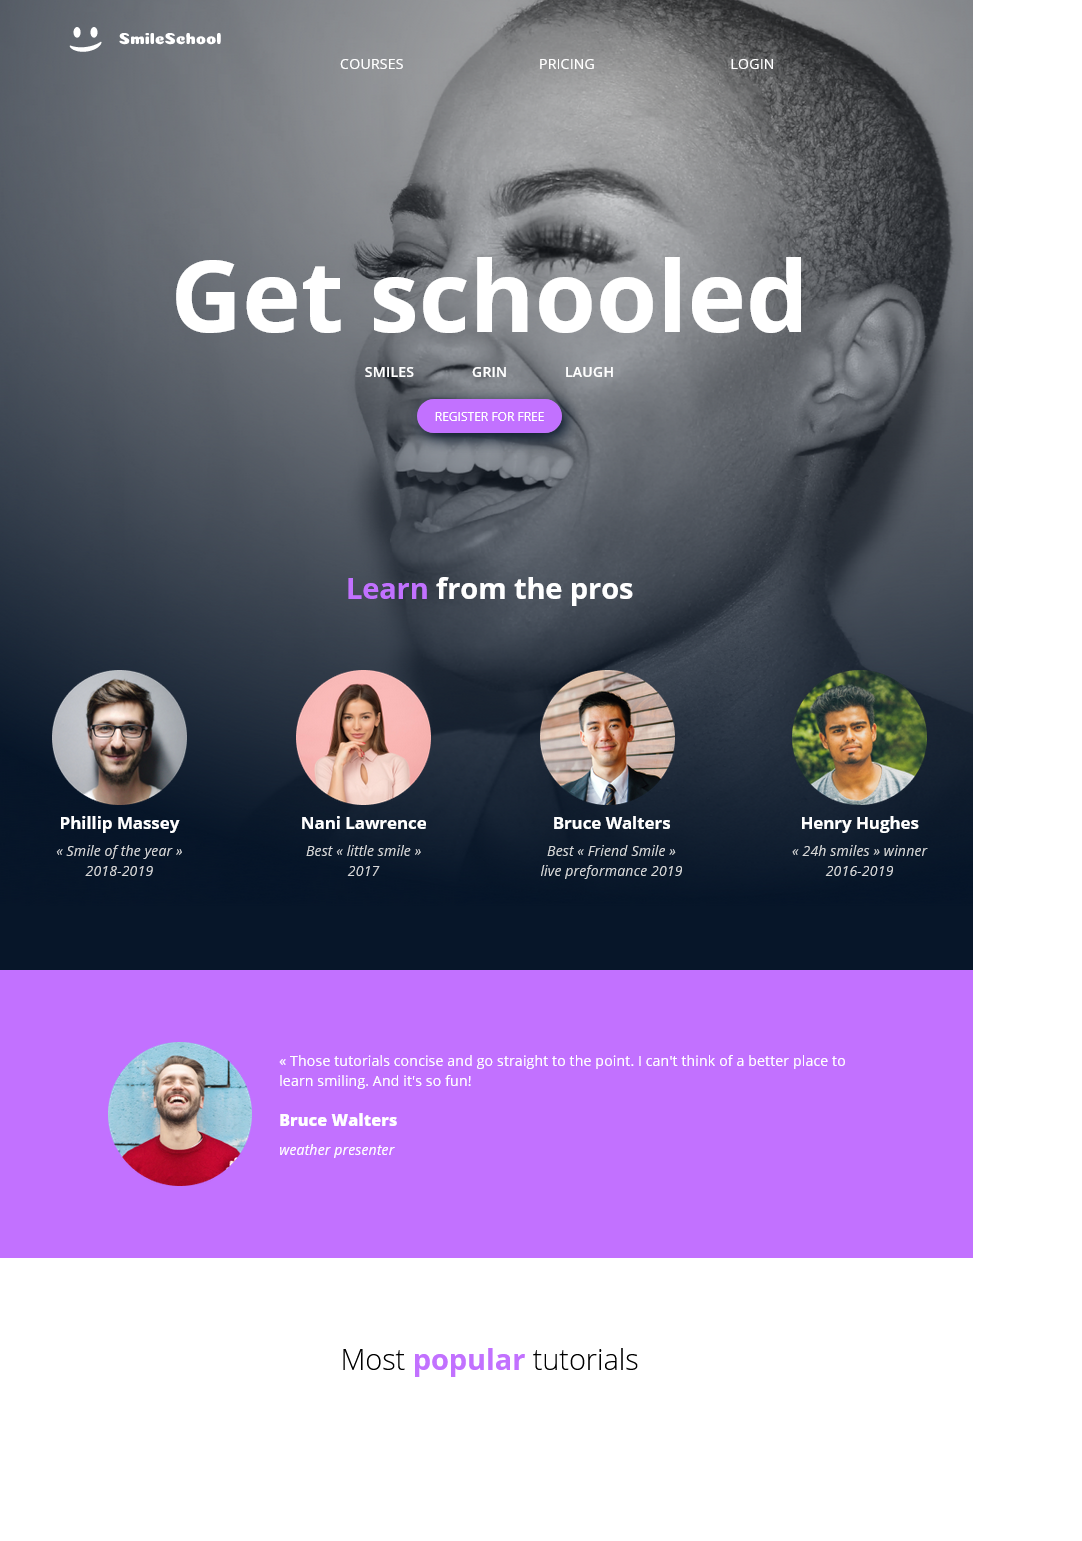 SmileSchool
COURSES PRICING LOGIN
Get schooled
SMILES GRIN LAUGH
REGISTER FOR FREE
Learn from the pros
Phillip Massey
« Smile of the year »
2018-2019
Nani Lawrence
Best « little smile »
2017
Bruce Walters
Best « Friend Smile »
live preformance 2019
Henry Hughes
« 24h smiles » winner
2016-2019
« Those tutorials concise and go straight to the point. I can't think of a better place to
learn smiling. And it's so fun!
Bruce Walters
weather presenter
Most popular tutorials